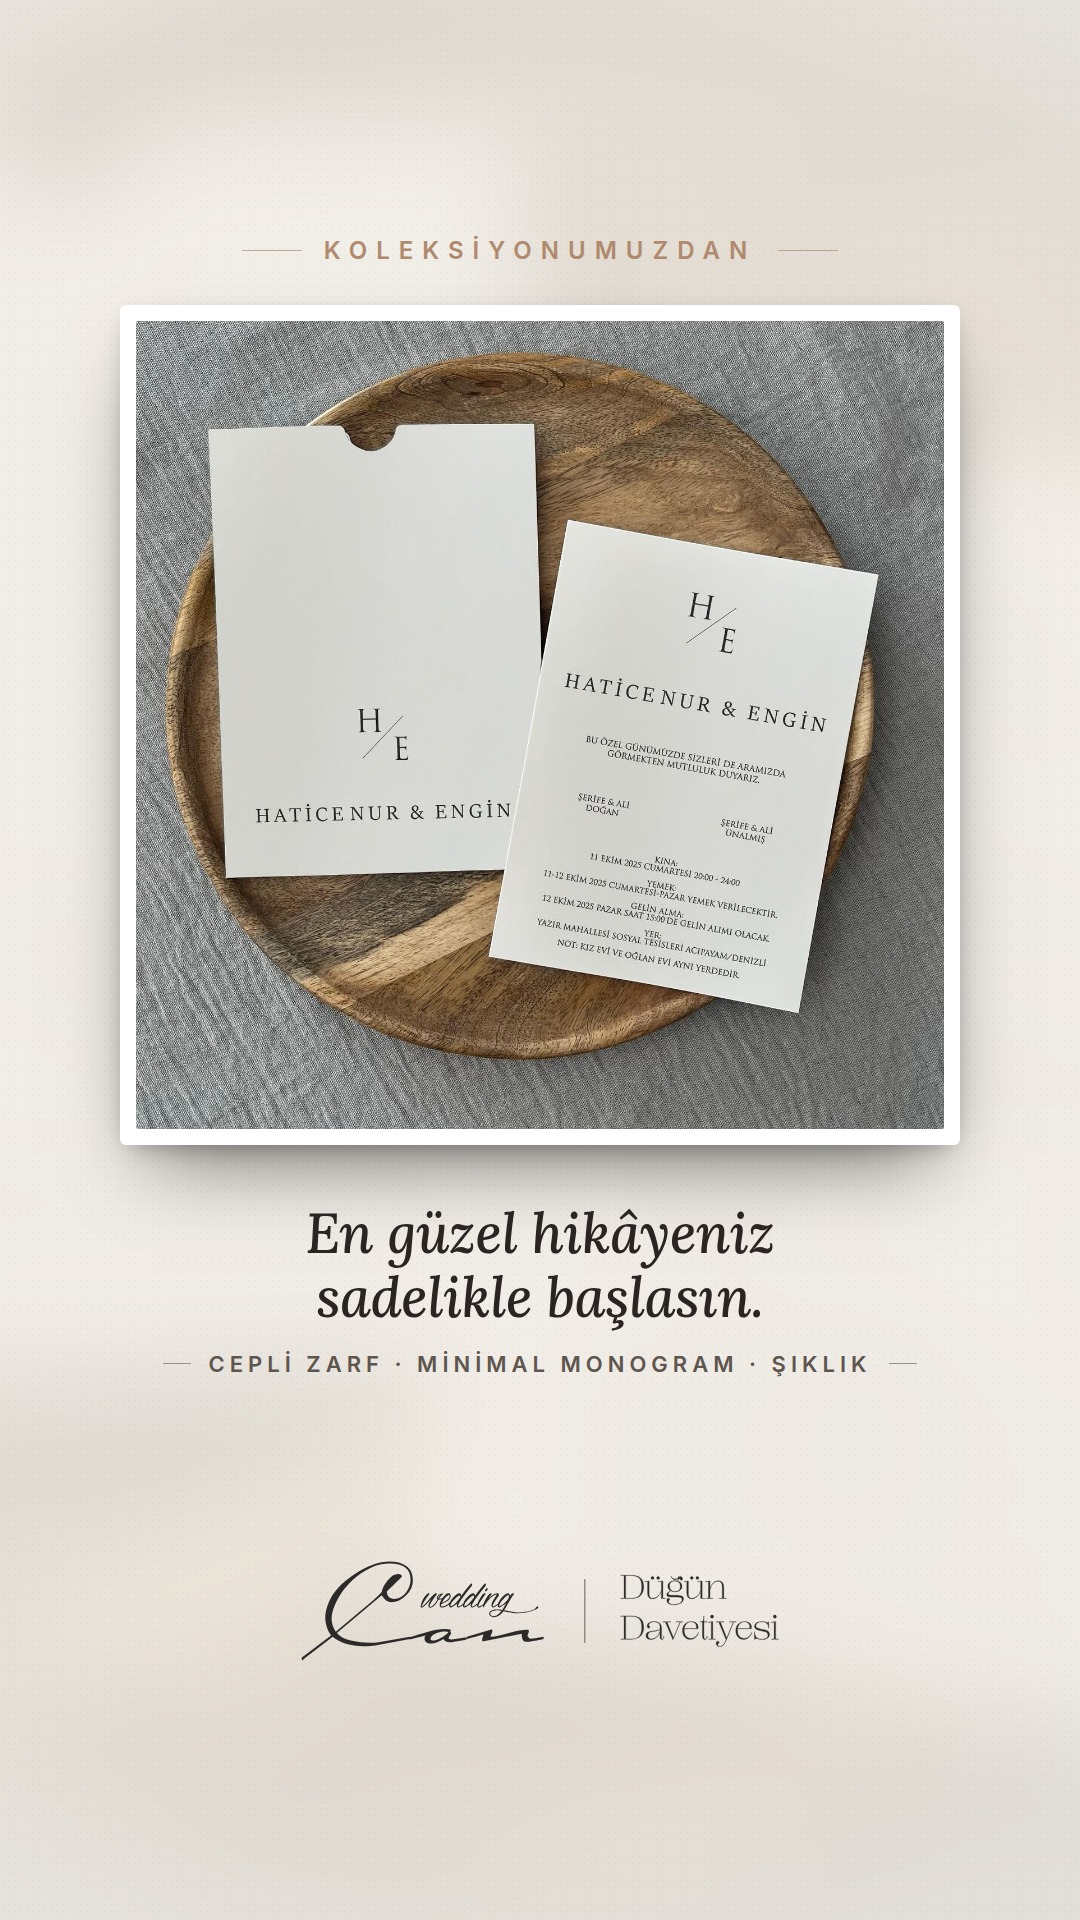 KOLEKSİYONUMUZDAN
H
E
HATİCENUR & ENGİN
H
E
HATİCENUR & ENGİN
BU ÖZEL GÜNÜMÜZDE SİZLERİ DE ARAMIZDA
GÖRMEKTEN MUTLULUK DUYARIZ.
ŞERİFE & ALI
DOĞAN
ŞERİFE & ALI
ÜNALMIŞ
KINA:
11 EKİM 2025 CUMARTESİ 20:00 - 24:00
YEMEK:
11-12 EKİM 2025 CUMARTESİ-PAZAR YEMEK VERİLECEKTİR.
GELİN ALMA:
12 EKİM 2025 PAZAR SAAT 15:00'DE GELİN ALIMI OLACAK.
YER:
YAZIR MAHALLESİ SOSYAL TESİSLERİ ACIPAYAM/DENİZLİ
NOT: KIZ EVİ VE OĞLAN EVİ AYNI YERDEDİR.
En güzel hikâyeniz
sadelikle başlasın.
CEPLİ ZARF · MİNİMAL MONOGRAM · ŞIKLIK
wedding
Can
Düğün
Davetiyesi